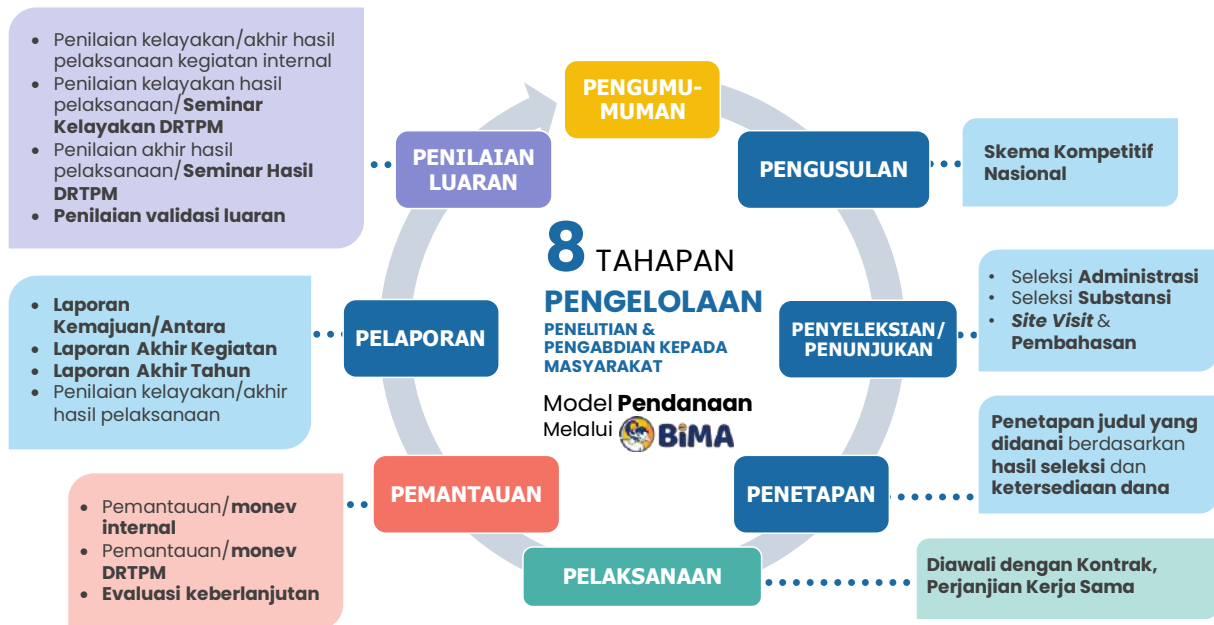 PENGUMU-
MUMAN
PENGUSULAN
Skema Kompetitif
Nasional
PENYELEKSIAN/
PENUNJUKAN
• Seleksi Administrasi
• Seleksi Substansi
• Site Visit &
Pembahasan
PENETAPAN
Penetapan judul yang
didanai berdasarkan
hasil seleksi dan
ketersediaan dana
PELAKSANAAN
Diawali dengan Kontrak,
Perjanjian Kerja Sama
PEMANTAUAN
• Pemantauan/monev
internal
• Pemantauan/monev
DRTPM
• Evaluasi keberlanjutan
PELAPORAN
• Laporan
Kemajuan/Antara
• Laporan Akhir Kegiatan
• Laporan Akhir Tahun
• Penilaian kelayakan/akhir
hasil pelaksanaan
PENILAIAN
LUARAN
• Penilaian kelayakan/akhir hasil
pelaksanaan kegiatan internal
• Penilaian kelayakan hasil
pelaksanaan/Seminar
Kelayakan DRTPM
• Penilaian akhir hasil
pelaksanaan/Seminar Hasil
DRTPM
• Penilaian validasi luaran
8 TAHAPAN
PENGELOLAAN
PENELITIAN &
PENGABDIAN KEPADA
MASYARAKAT
Model Pendanaan
Melalui BiMA